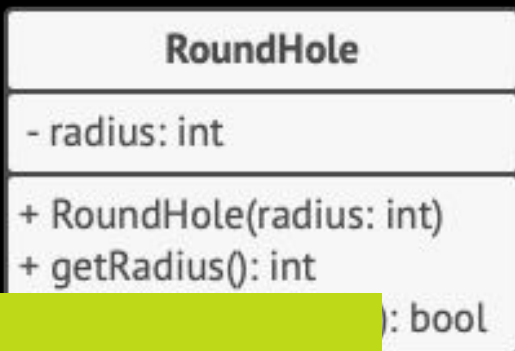 RoundHole
- radius: int
+ RoundHole(radius: int)
+ getRadius(): int
): bool